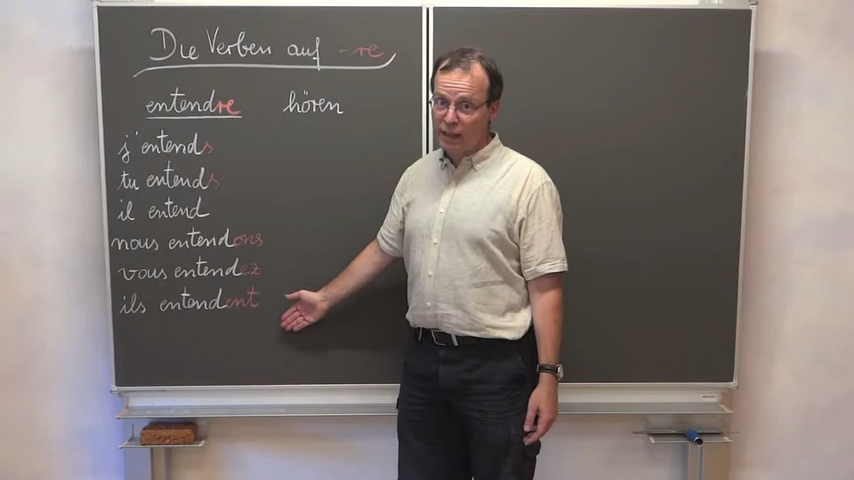 Die Verben auf -re
entendre hören
j'entends
tu entends
il entend
nous entendons
vous entendez
ils entendent